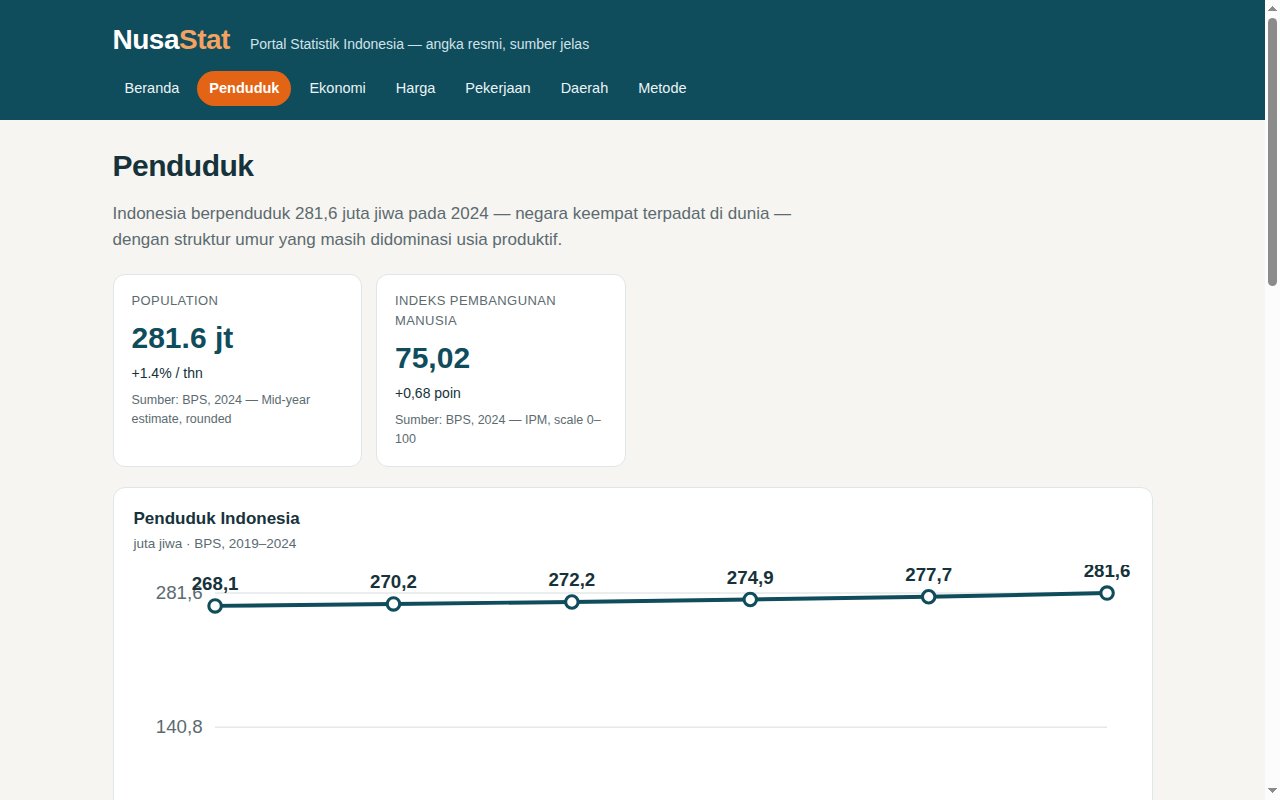 NusaStat
Portal Statistik Indonesia — angka resmi, sumber jelas
Beranda
Penduduk
Ekonomi
Harga
Pekerjaan
Daerah
Metode
Penduduk
Indonesia berpenduduk 281,6 juta jiwa pada 2024 — negara keempat terpadat di dunia —
dengan struktur umur yang masih didominasi usia produktif.
POPULATION
281.6 jt
+1.4% / thn
Sumber: BPS, 2024 — Mid-year
estimate, rounded
INDEKS PEMBANGUNAN
MANUSIA
75,02
+0,68 poin
Sumber: BPS, 2024 — IPM, scale 0–
100
Penduduk Indonesia
juta jiwa · BPS, 2019–2024
281,6
268,1
270,2
272,2
274,9
277,7
281,6
140,8